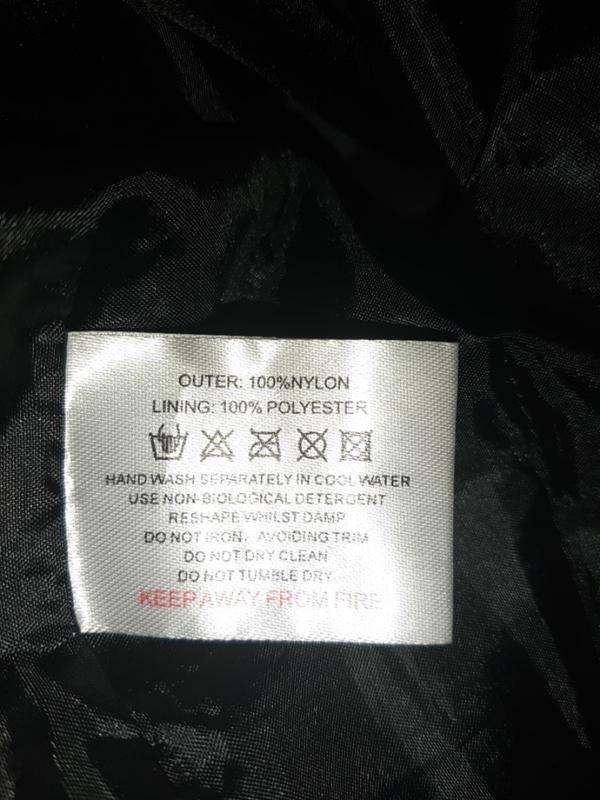 OUTER: 100%NYLON
LINING: 100% POLYESTER
HAND WASH SEPARATELY IN COOL WATER
USE NON-BIOLOGICAL DETERGENT
RESHAPE WHILST DAMP
DO NOT IRON, AVOIDING TRIM
DO NOT DRY CLEAN
DO NOT TUMBLE DRY
KEEP AWAY FROM FIRE